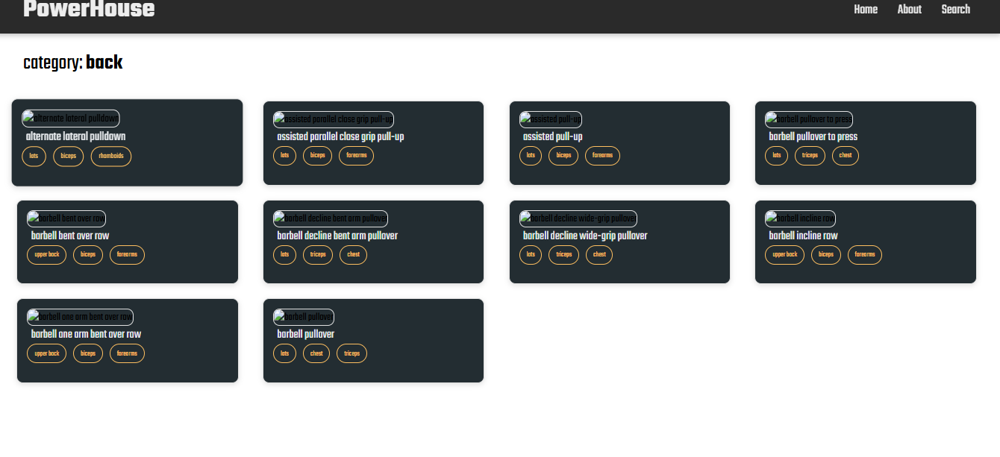 PowerHouse
Home About Search
category: back
alternate lateral pulldown assisted parallel close grip pull-up assisted pull-up barbell pullover to press
alternate lateral pulldown assisted parallel close grip pull-up assisted pull-up barbell pullover to press
lats biceps rhomboids lats biceps forearms lats biceps forearms lats triceps chest
barbell bent over row barbell decline bent arm pullover barbell decline wide-grip pullover barbell incline row
barbell bent over row barbell decline bent arm pullover barbell decline wide-grip pullover barbell incline row
upper back biceps forearms lats triceps chest lats triceps chest upper back biceps forearms
barbell one arm bent over row barbell pullover
barbell one arm bent over row barbell pullover
upper back biceps forearms lats chest triceps